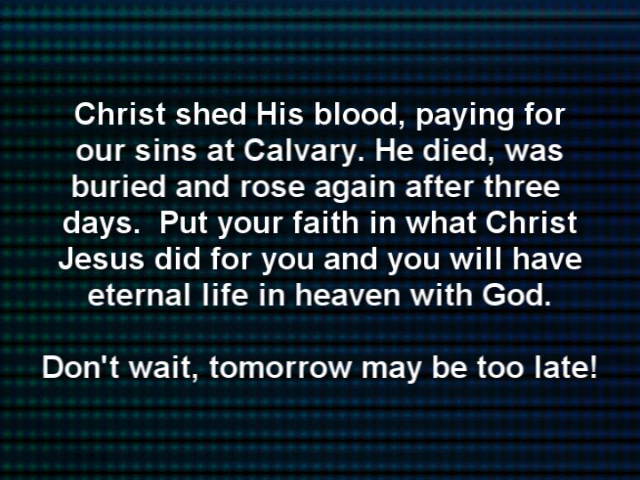 Christ shed His blood, paying for
our sins at Calvary. He died, was
buried and rose again after three
days.  Put your faith in what Christ
Jesus did for you and you will have
eternal life in heaven with God.
Don't wait, tomorrow may be too late!